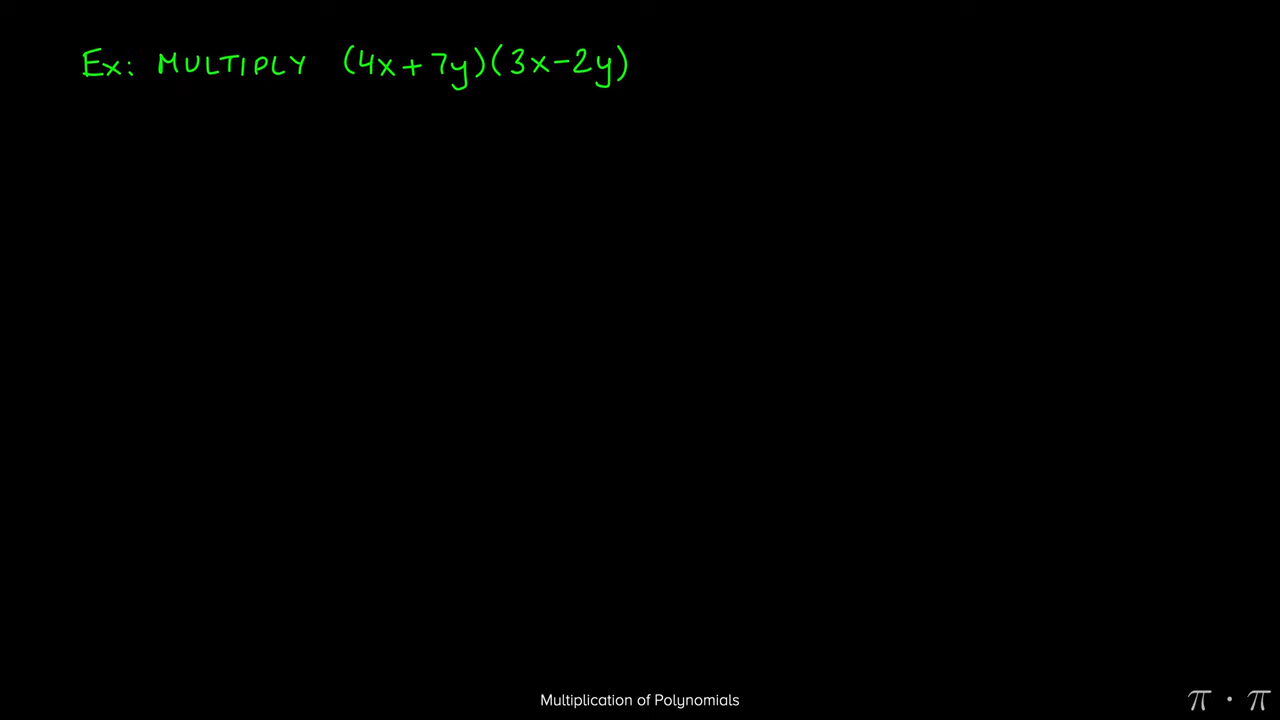 Ex: MULTIPLY (4x+7y)(3x-2y)
Multiplication of Polynomials
π · π